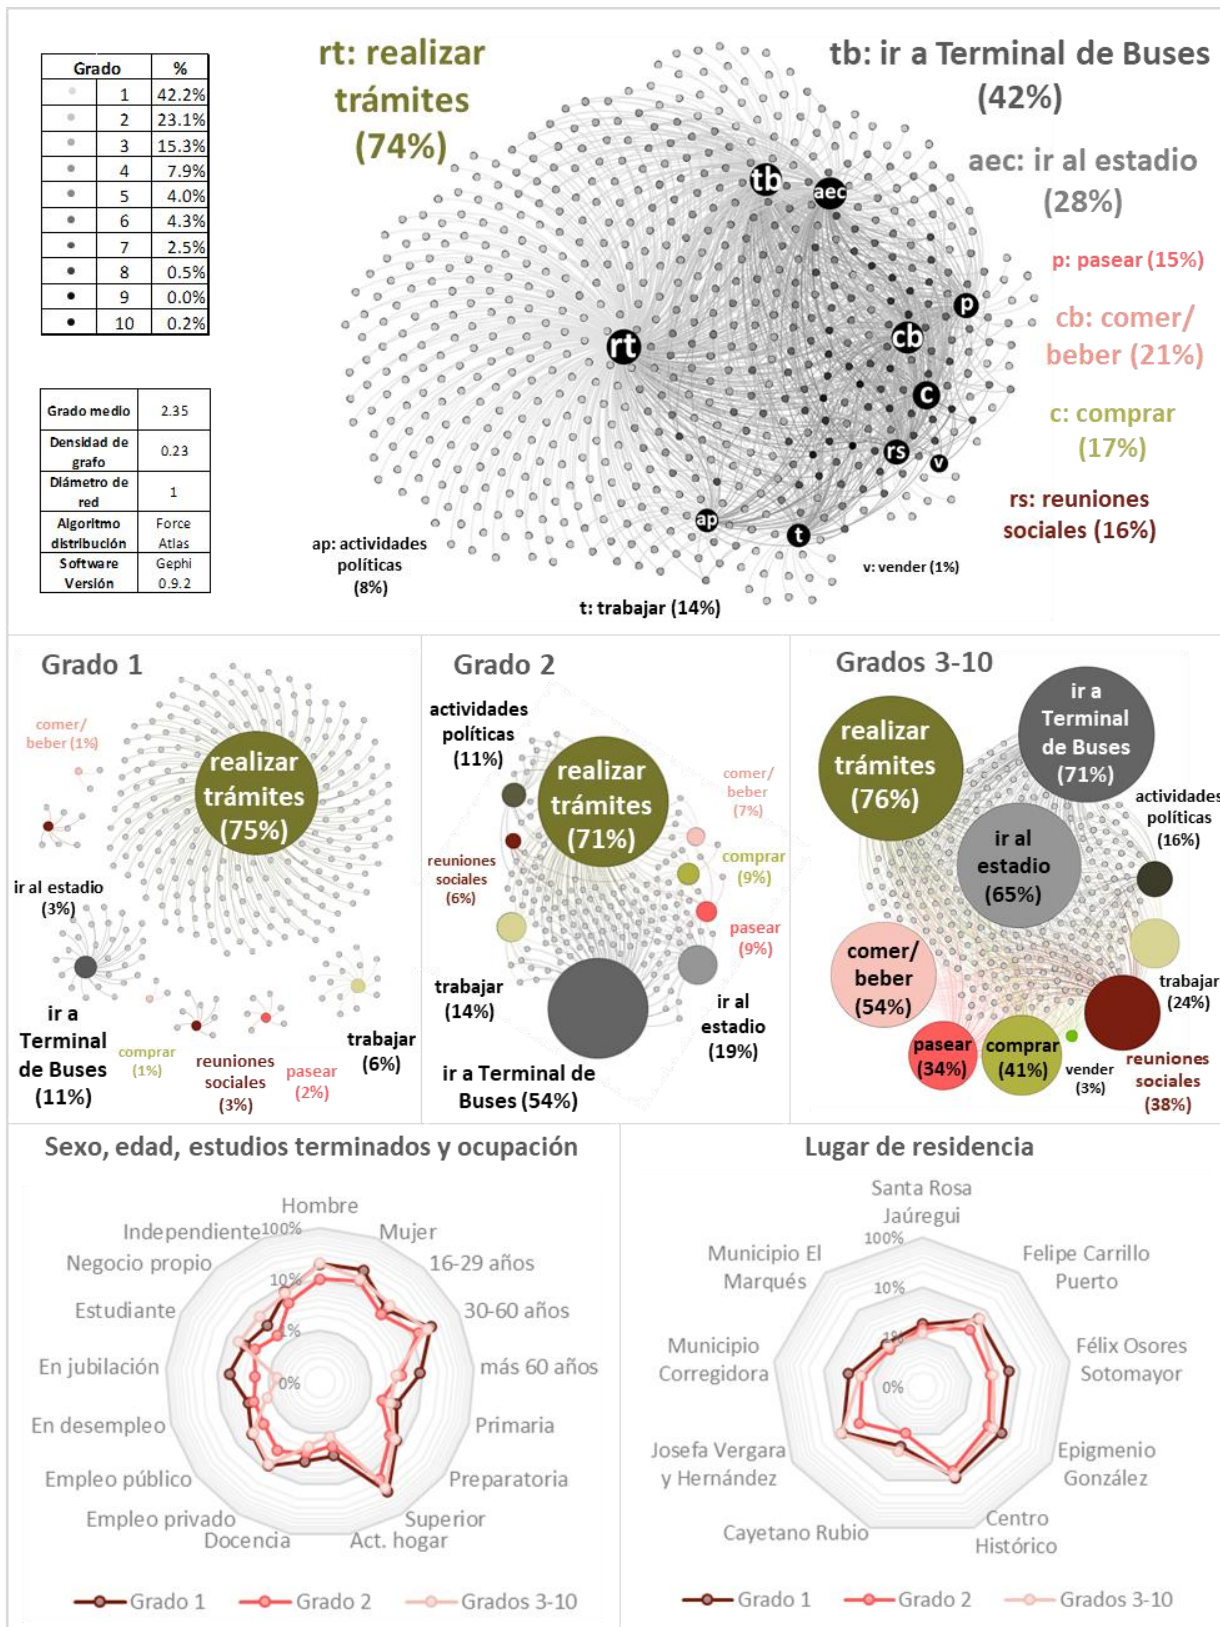 Grado %
1 42.2%
2 23.1%
3 15.3%
4 7.9%
5 4.0%
6 4.3%
7 2.5%
8 0.5%
9 0.0%
10 0.2%
Grado medio 2.35
Densidad de
grafo 0.23
Diámetro de
red 1
Algoritmo
distribución
Force
Atlas
Software
Versión
Gephi
0.9.2
rt: realizar
trámites
(74%)
tb: ir a Terminal de Buses
(42%)
aec: ir al estadio
(28%)
p: pasear (15%)
cb: comer/
beber (21%)
c: comprar
(17%)
rs: reuniones
sociales (16%)
v: vender (1%)
t: trabajar (14%)
ap: actividades
políticas
(8%)
tb
aec
p
rt
cb
c
rs
v
ap
t
Grado 1
comer/
beber (1%)
realizar
trámites
(75%)
ir al estadio
(3%)
ir a
Terminal
de Buses
(11%)
comprar
(1%)
reuniones
sociales
(3%)
pasear
(2%)
trabajar
(6%)
Grado 2
actividades
políticas
(11%)
realizar
trámites
(71%)
comer/
beber
(7%)
reuniones
sociales
(6%)
comprar
(9%)
pasear
(9%)
trabajar
(14%)
ir al
estadio
(19%)
ir a Terminal de
Buses (54%)
Grados 3-10
realizar
trámites
(76%)
ir a
Terminal
de Buses
(71%)
actividades
políticas
(16%)
ir al
estadio
(65%)
comer/
beber
(54%)
trabajar
(24%)
pasear
(34%)
comprar
(41%)
vender
(3%)
reuniones
sociales
(38%)
Sexo, edad, estudios terminados y ocupación
Hombre
Mujer
16-29 años
30-60 años
más 60 años
Primaria
Preparatoria
Superior
Act. hogar
Docencia
Empleo privado
Empleo público
En desempleo
En jubilación
Estudiante
Negocio propio
Independiente
100%
10%
1%
0%
Grado 1 Grado 2 Grados 3-10
Lugar de residencia
Santa Rosa
Jaúregui
Felipe Carrillo
Puerto
Félix Osores
Sotomayor
Epigmenio
González
Centro
Histórico
Cayetano Rubio
Josefa Vergara
y Hernández
Municipio
Corregidora
Municipio El
Marqués
100%
10%
1%
0%
Grado 1 Grado 2 Grados 3-10